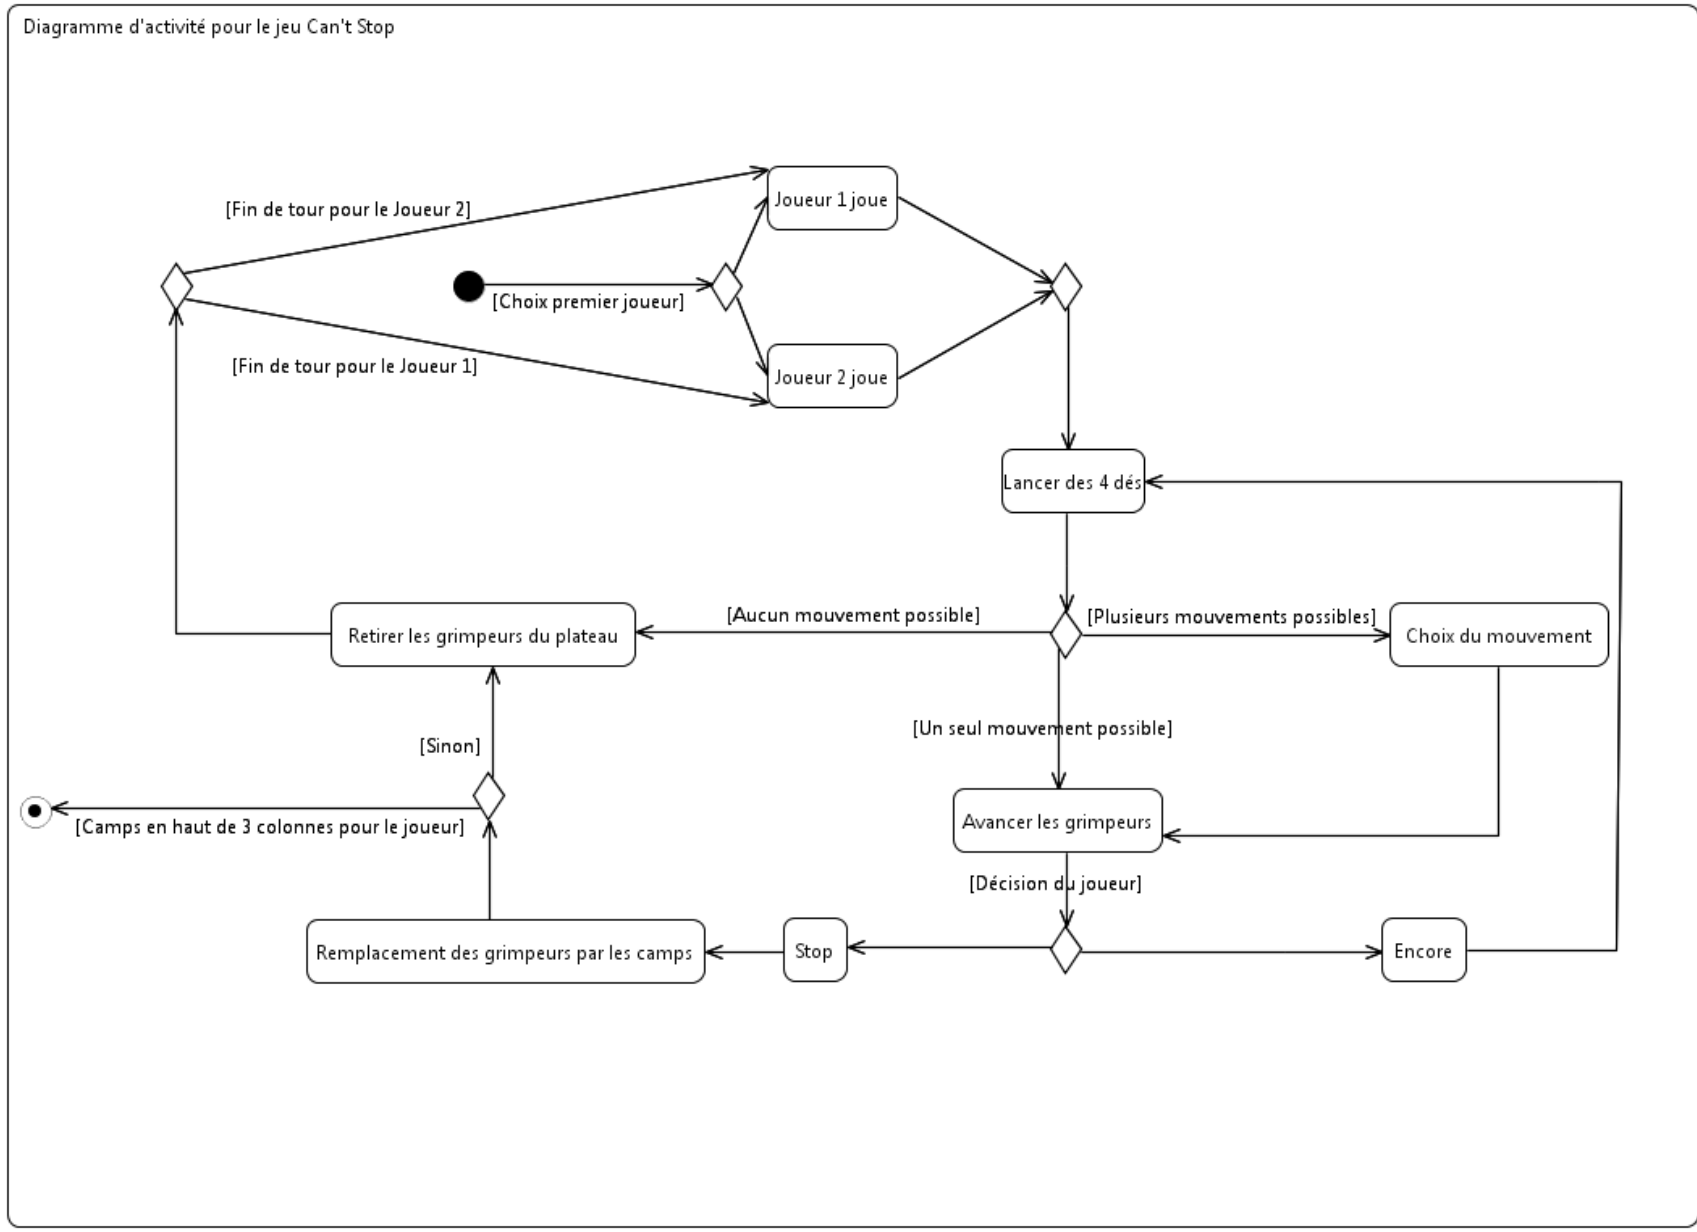 Diagramme d'activité pour le jeu Can't Stop
Joueur 1 joue
[Fin de tour pour le Joueur 2]
[Choix premier joueur]
[Fin de tour pour le Joueur 1]
Joueur 2 joue
Lancer des 4 dés
[Aucun mouvement possible]
[Plusieurs mouvements possibles]
Retirer les grimpeurs du plateau
Choix du mouvement
[Un seul mouvement possible]
[Sinon]
[Camps en haut de 3 colonnes pour le joueur]
Avancer les grimpeurs
[Décision du joueur]
Remplacement des grimpeurs par les camps
Stop
Encore